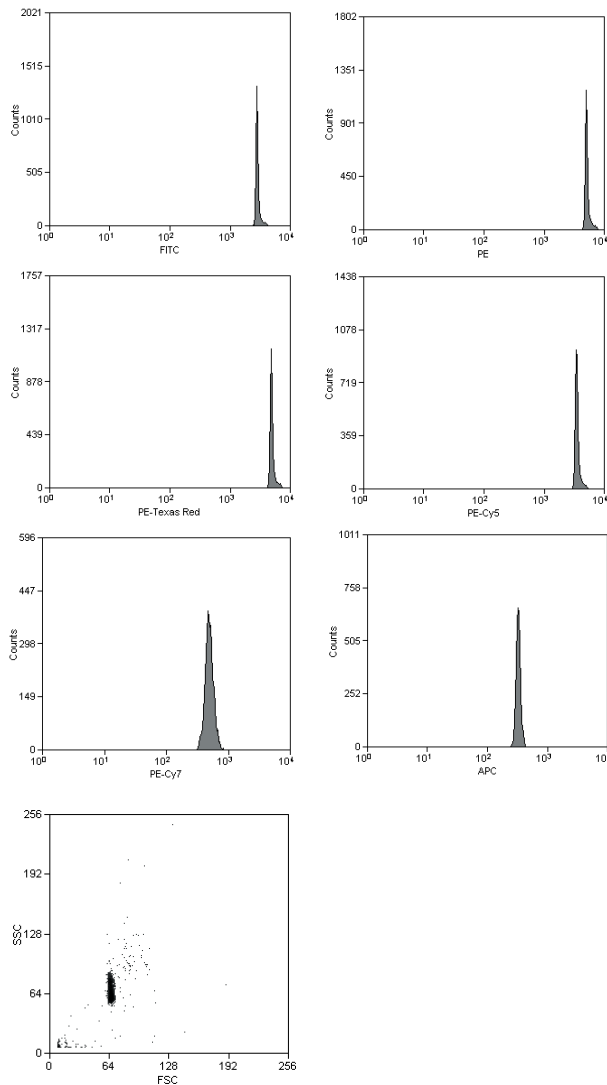 2021
1515
1010
505
0
Counts
10⁰ 10¹ 10² 10³ 10⁴
FITC
1802
1351
901
450
0
Counts
10⁰ 10¹ 10² 10³ 10⁴
PE
1757
1317
878
439
0
Counts
10⁰ 10¹ 10² 10³ 10⁴
PE-Texas Red
1438
1078
719
359
0
Counts
10⁰ 10¹ 10² 10³ 10⁴
PE-Cy5
596
447
298
149
0
Counts
10⁰ 10¹ 10² 10³ 10⁴
PE-Cy7
1011
758
505
252
0
Counts
10⁰ 10¹ 10² 10³ 10
APC
256
192
128
64
0
SSC
0 64 128 192 256
FSC